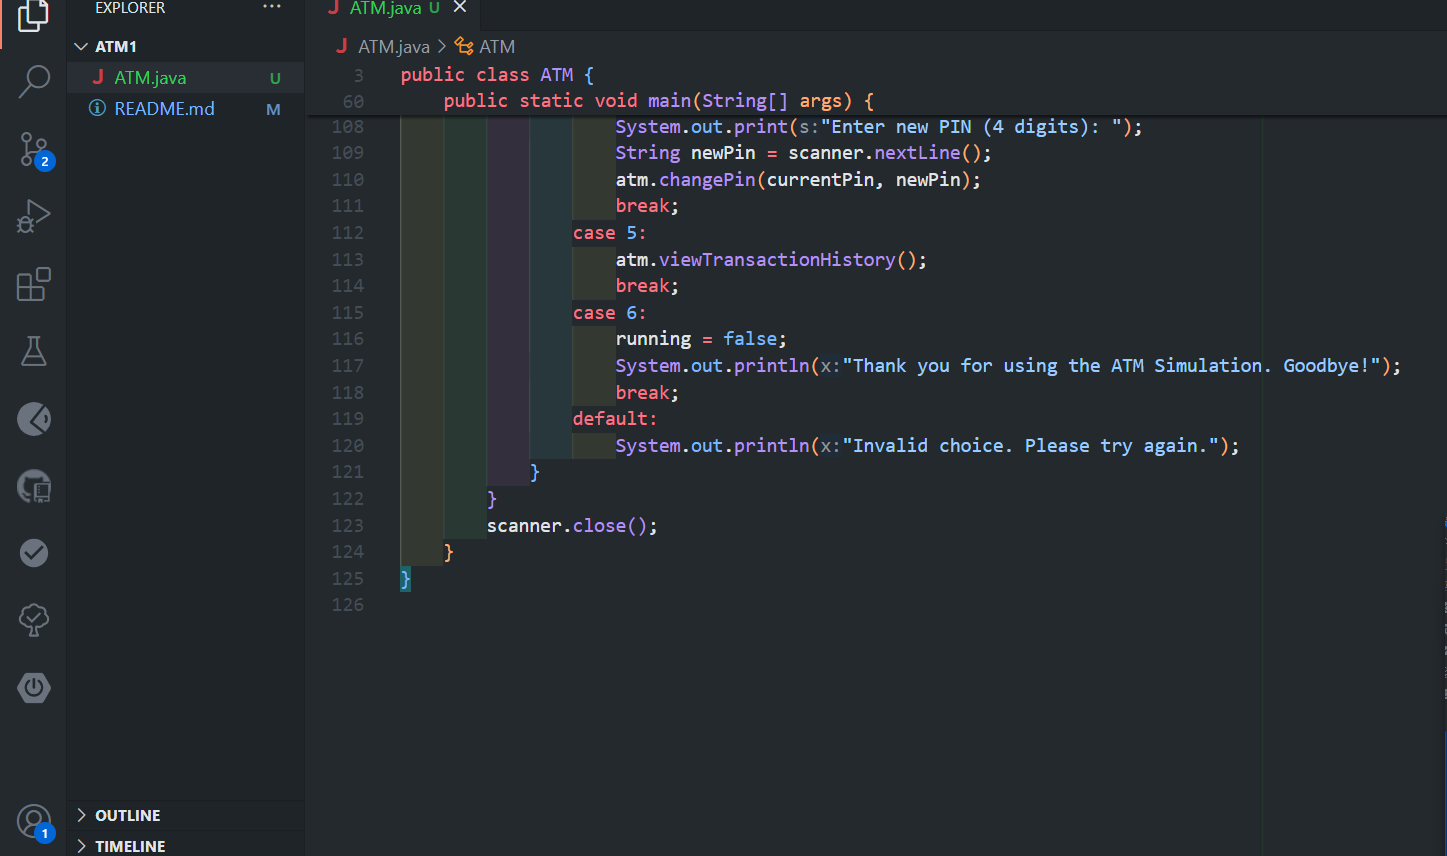 EXPLORER ···
ATM1
J ATM.java U
README.md M
2
OUTLINE
1
TIMELINE
J ATM.java U ×
J ATM.java > ATM
3 public class ATM {
60 public static void main(String[] args) {
108 System.out.print(s:"Enter new PIN (4 digits): ");
109 String newPin = scanner.nextLine();
110 atm.changePin(currentPin, newPin);
111 break;
112 case 5:
113 atm.viewTransactionHistory();
114 break;
115 case 6:
116 running = false;
117 System.out.println(x:"Thank you for using the ATM Simulation. Goodbye!");
118 break;
119 default:
120 System.out.println(x:"Invalid choice. Please try again.");
121 }
122 }
123 scanner.close();
124 }
125 }
126